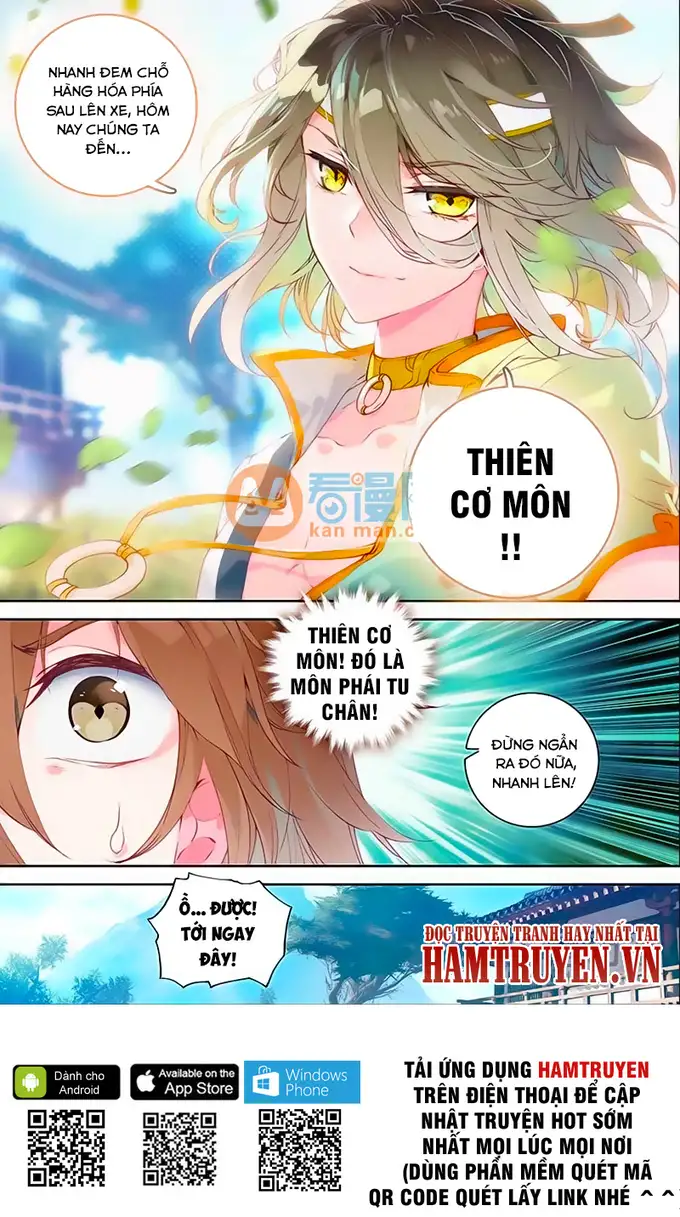 NHANH ĐEM CHỖ
HÀNG HÓA PHÍA
SAU LÊN XE, HÔM
NAY CHÚNG TA
ĐẾN...
THIÊN
CƠ MÔN
!!
看漫
kan man.c
THIÊN CƠ
MÔN! ĐÓ LÀ
MÔN PHÁI TU
CHÂN!
ĐỪNG NGẨN
RA ĐÓ NỮA,
NHANH LÊN!
Ồ... ĐƯỢC!
TỚI NGAY
ĐÂY!
ĐỌC TRUYỆN TRANH HAY NHẤT TẠI
HAMTRUYEN.VN
Dành cho
Android
Available on the
App Store
Windows
Phone
TẢI ỨNG DỤNG HAMTRUYEN
TRÊN ĐIỆN THOẠI ĐỂ CẬP
NHẬT TRUYỆN HOT SỚM
NHẤT MỌI LÚC MỌI NƠI
(DÙNG PHẦN MỀM QUÉT MÃ
QR CODE QUÉT LẤY LINK NHÉ ^ ^